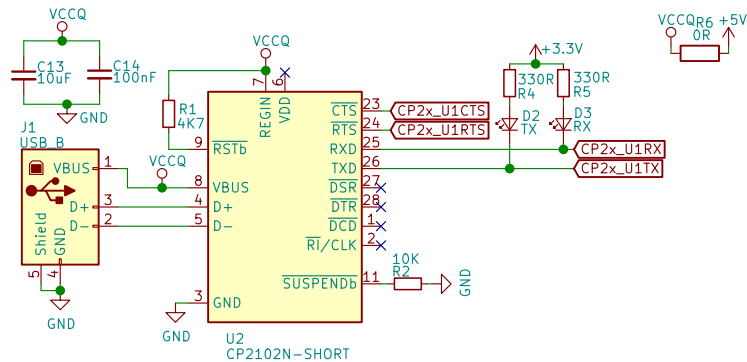 VCCQ
C13
10uF
C14
100nF
GND
VCCQ
R1
4K7
7
6
REGIN
VDD
+3.3V
330R
R4
330R
R5
D2
TX
D3
RX
VCCQ
R6
0R
+5V
J1
USB_B
VBUS
1
D+
3
D-
2
Shield
GND
5
4
GND
VCCQ
9
RSTb
8
VBUS
4
D+
5
D-
3
GND
GND
CTS
23
CP2x_U1CTS
RTS
24
CP2x_U1RTS
RXD
25
CP2x_U1RX
TXD
26
CP2x_U1TX
DSR
27
DTR
28
DCD
1
RI/CLK
2
SUSPENDb
11
10K
R2
GND
U2
CP2102N-SHORT